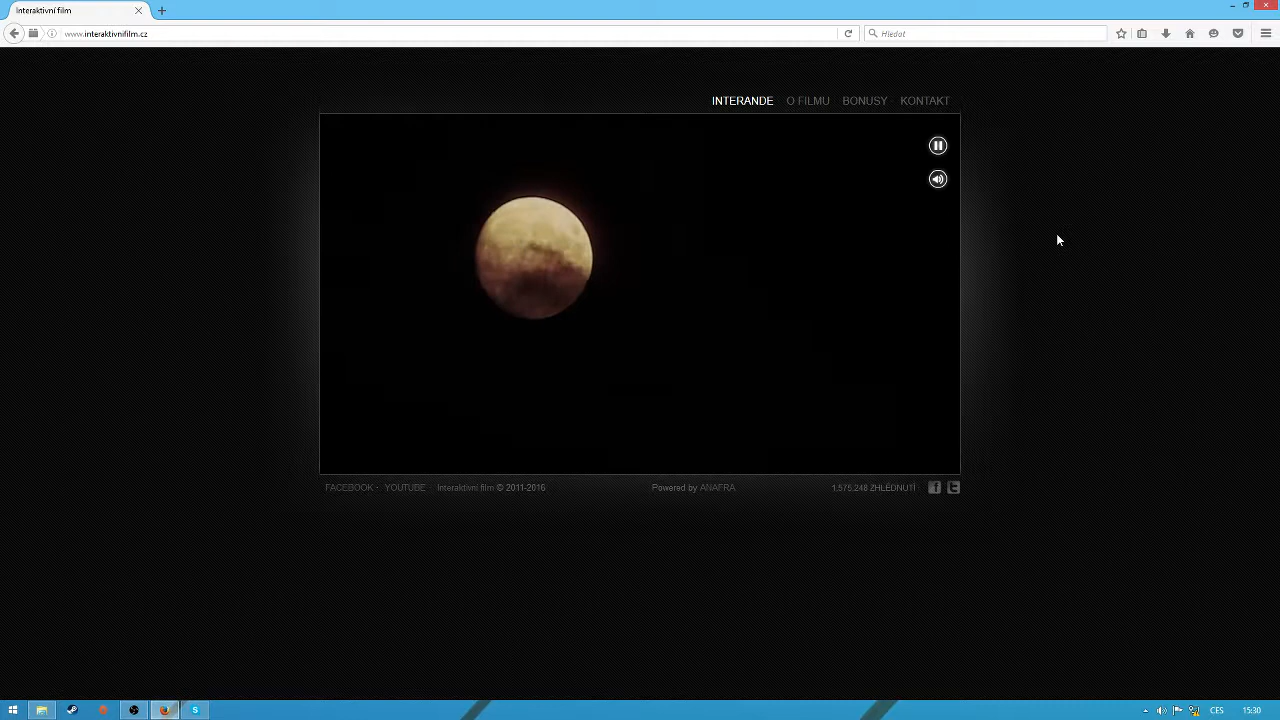 Interaktivní film
www.interaktivnifilm.cz
Hledat
INTERANDE O FILMU BONUSY KONTAKT
FACEBOOK · YOUTUBE · Interaktivní film © 2011-2016
Powered by ANAFRA
1.575.248 ZHLÉDNUTÍ
CES 15:30